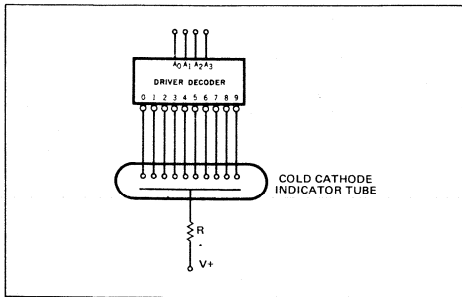 A0 A1 A2 A3
DRIVER DECODER
0 1 2 3 4 5 6 7 8 9
COLD CATHODE
INDICATOR TUBE
R
V+